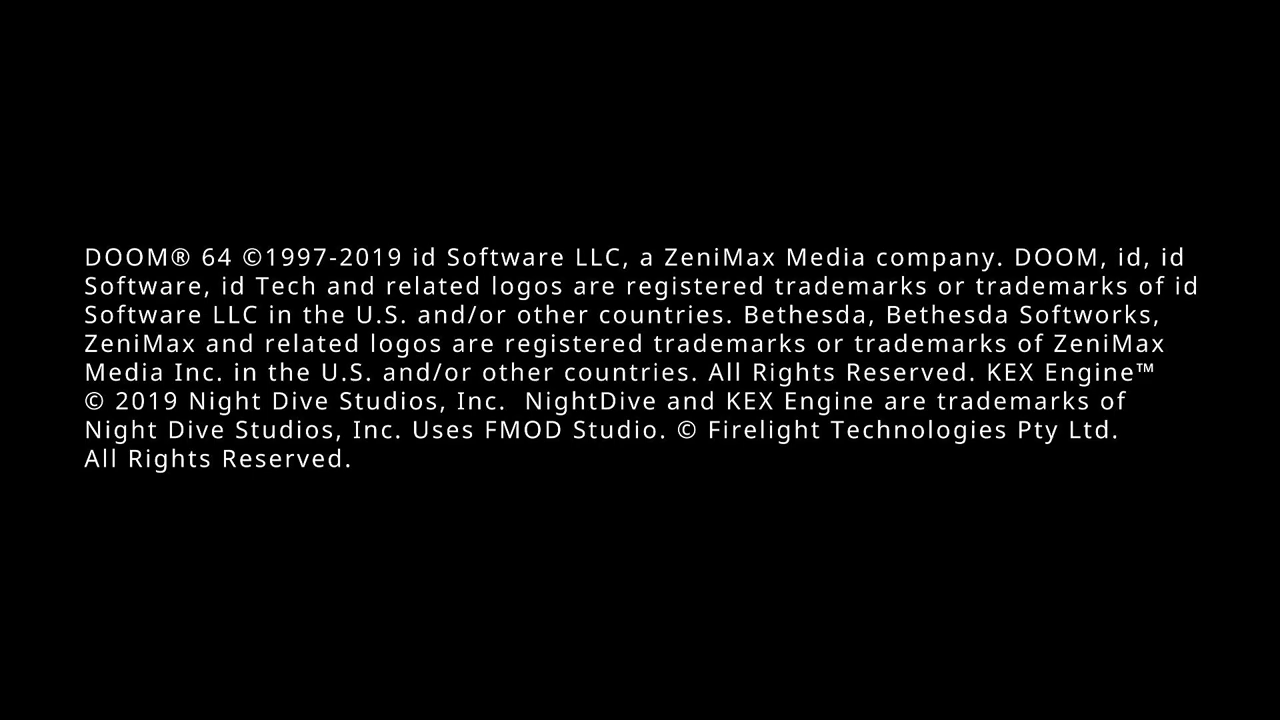 DOOM® 64 ©1997-2019 id Software LLC, a ZeniMax Media company. DOOM, id, id
Software, id Tech and related logos are registered trademarks or trademarks of id
Software LLC in the U.S. and/or other countries. Bethesda, Bethesda Softworks,
ZeniMax and related logos are registered trademarks or trademarks of ZeniMax
Media Inc. in the U.S. and/or other countries. All Rights Reserved. KEX Engine™
© 2019 Night Dive Studios, Inc.  NightDive and KEX Engine are trademarks of
Night Dive Studios, Inc. Uses FMOD Studio. © Firelight Technologies Pty Ltd.
All Rights Reserved.